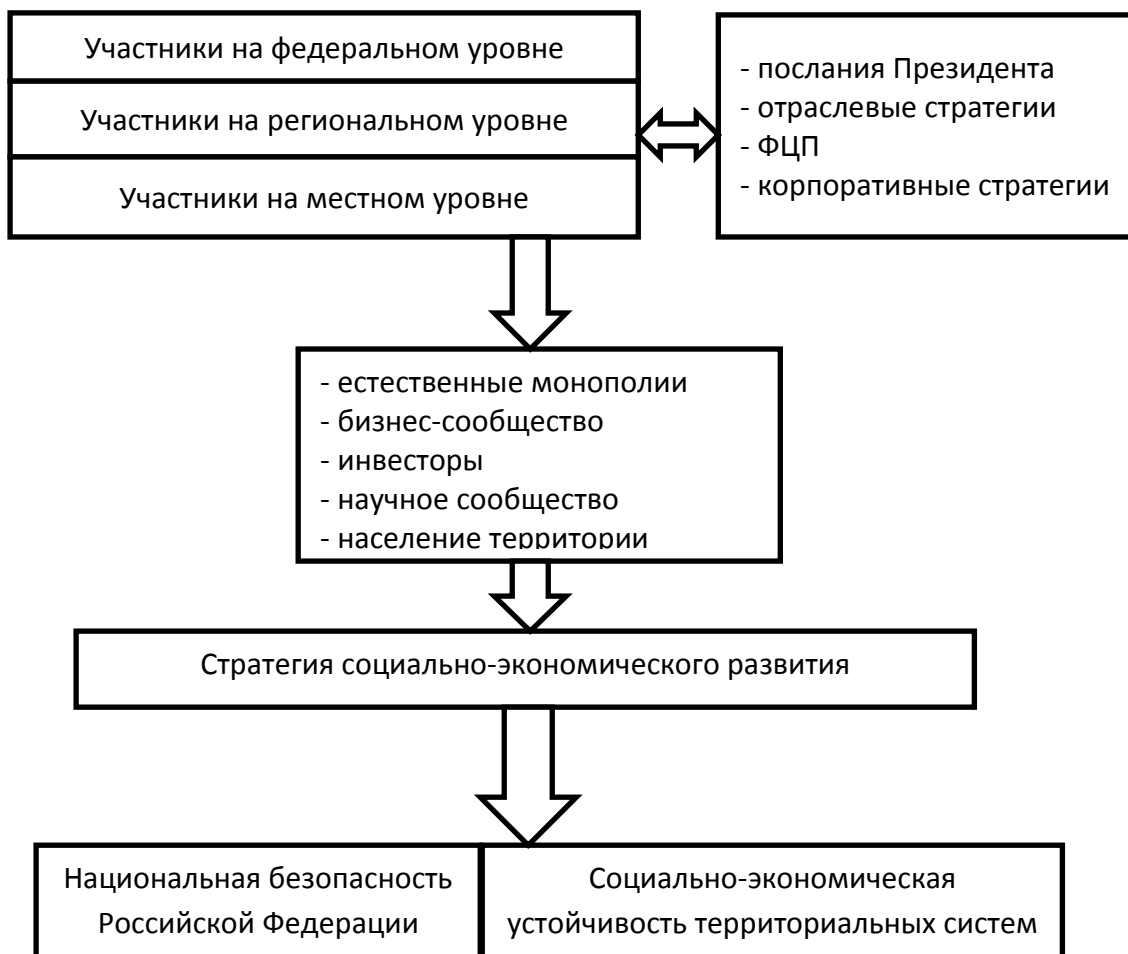 Участники на федеральном уровне
Участники на региональном уровне
Участники на местном уровне
- послания Президента
- отраслевые стратегии
- ФЦП
- корпоративные стратегии
- естественные монополии
- бизнес-сообщество
- инвесторы
- научное сообщество
- население территории
Стратегия социально-экономического развития
Национальная безопасность
Российской Федерации
Социально-экономическая
устойчивость территориальных систем